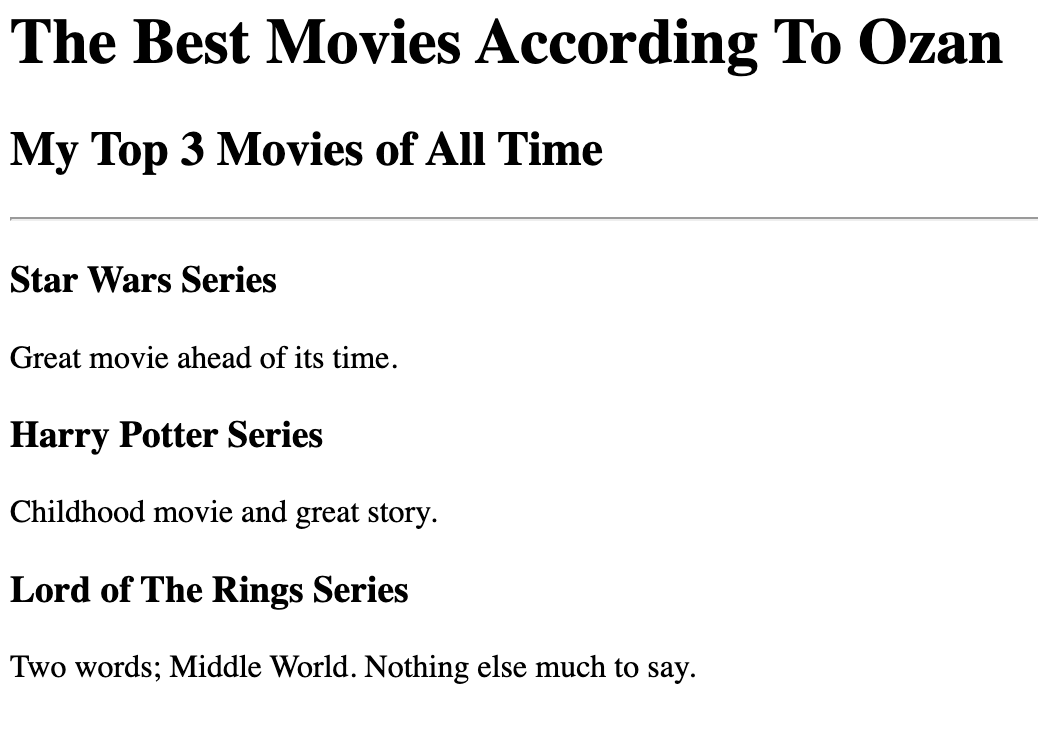 The Best Movies According To Ozan
My Top 3 Movies of All Time
Star Wars Series
Great movie ahead of its time.
Harry Potter Series
Childhood movie and great story.
Lord of The Rings Series
Two words; Middle World. Nothing else much to say.